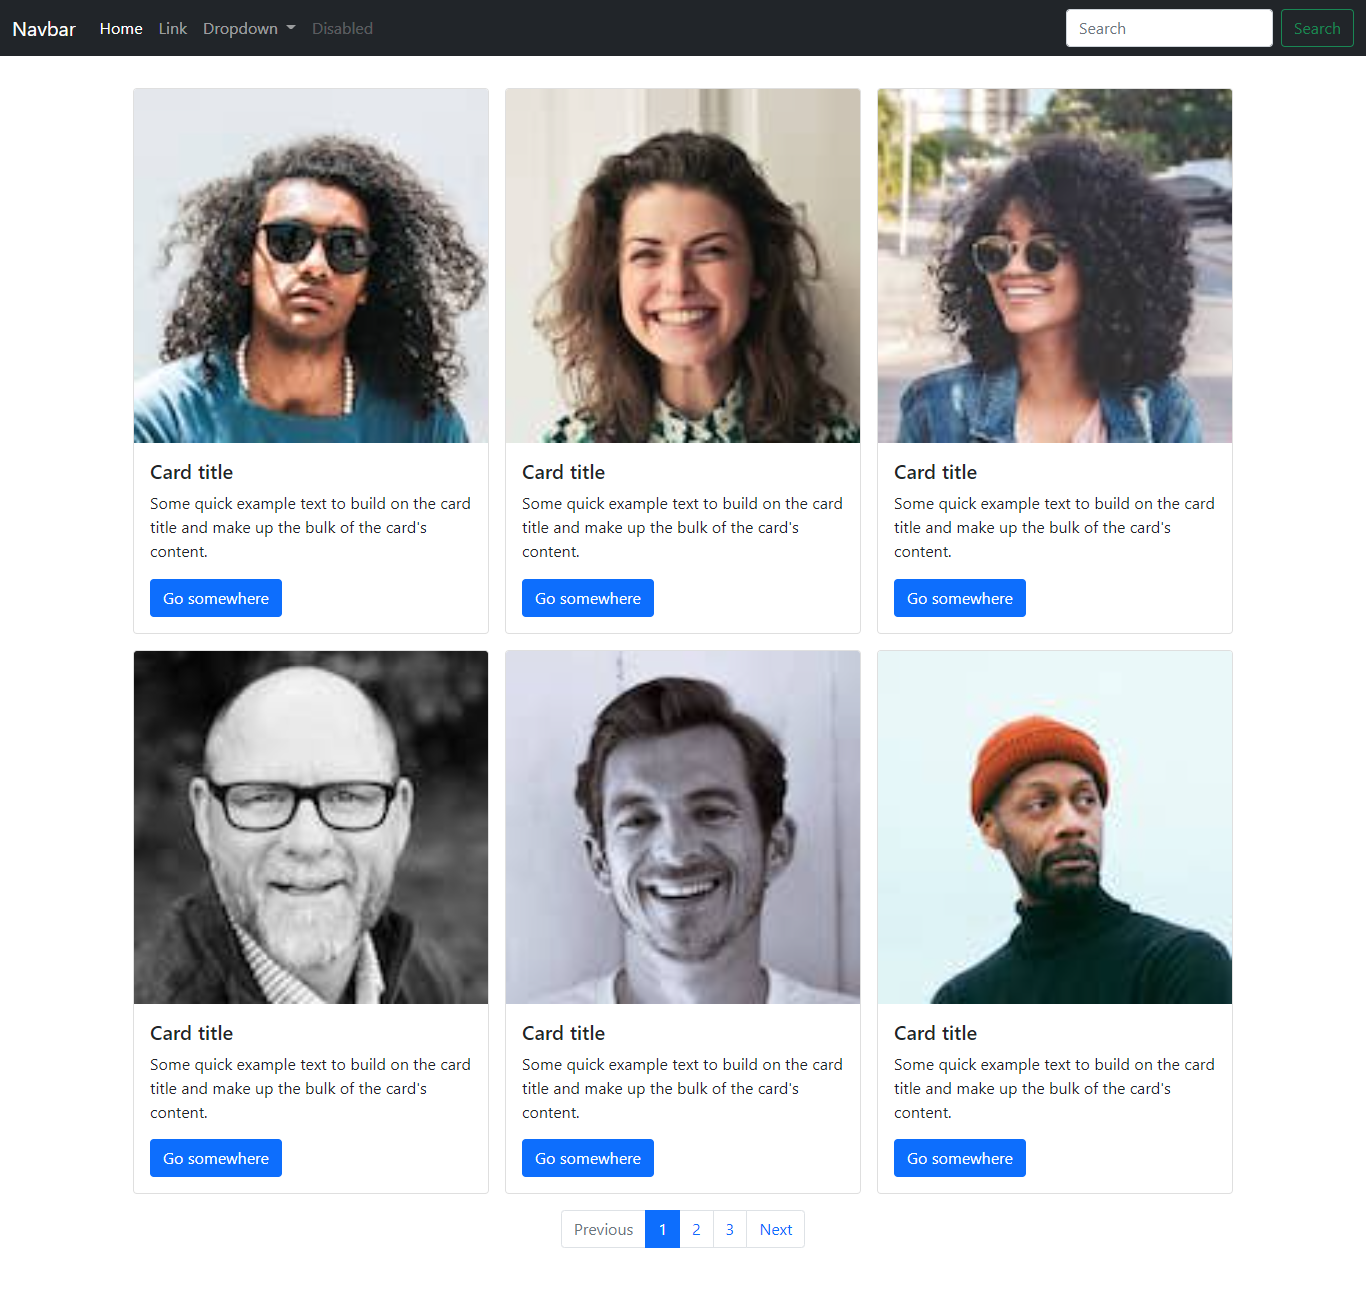 Navbar Home Link Dropdown Disabled Search Search
Card title
Some quick example text to build on the card
title and make up the bulk of the card's
content.
Go somewhere
Card title
Some quick example text to build on the card
title and make up the bulk of the card's
content.
Go somewhere
Card title
Some quick example text to build on the card
title and make up the bulk of the card's
content.
Go somewhere
Card title
Some quick example text to build on the card
title and make up the bulk of the card's
content.
Go somewhere
Card title
Some quick example text to build on the card
title and make up the bulk of the card's
content.
Go somewhere
Card title
Some quick example text to build on the card
title and make up the bulk of the card's
content.
Go somewhere
Previous 1 2 3 Next